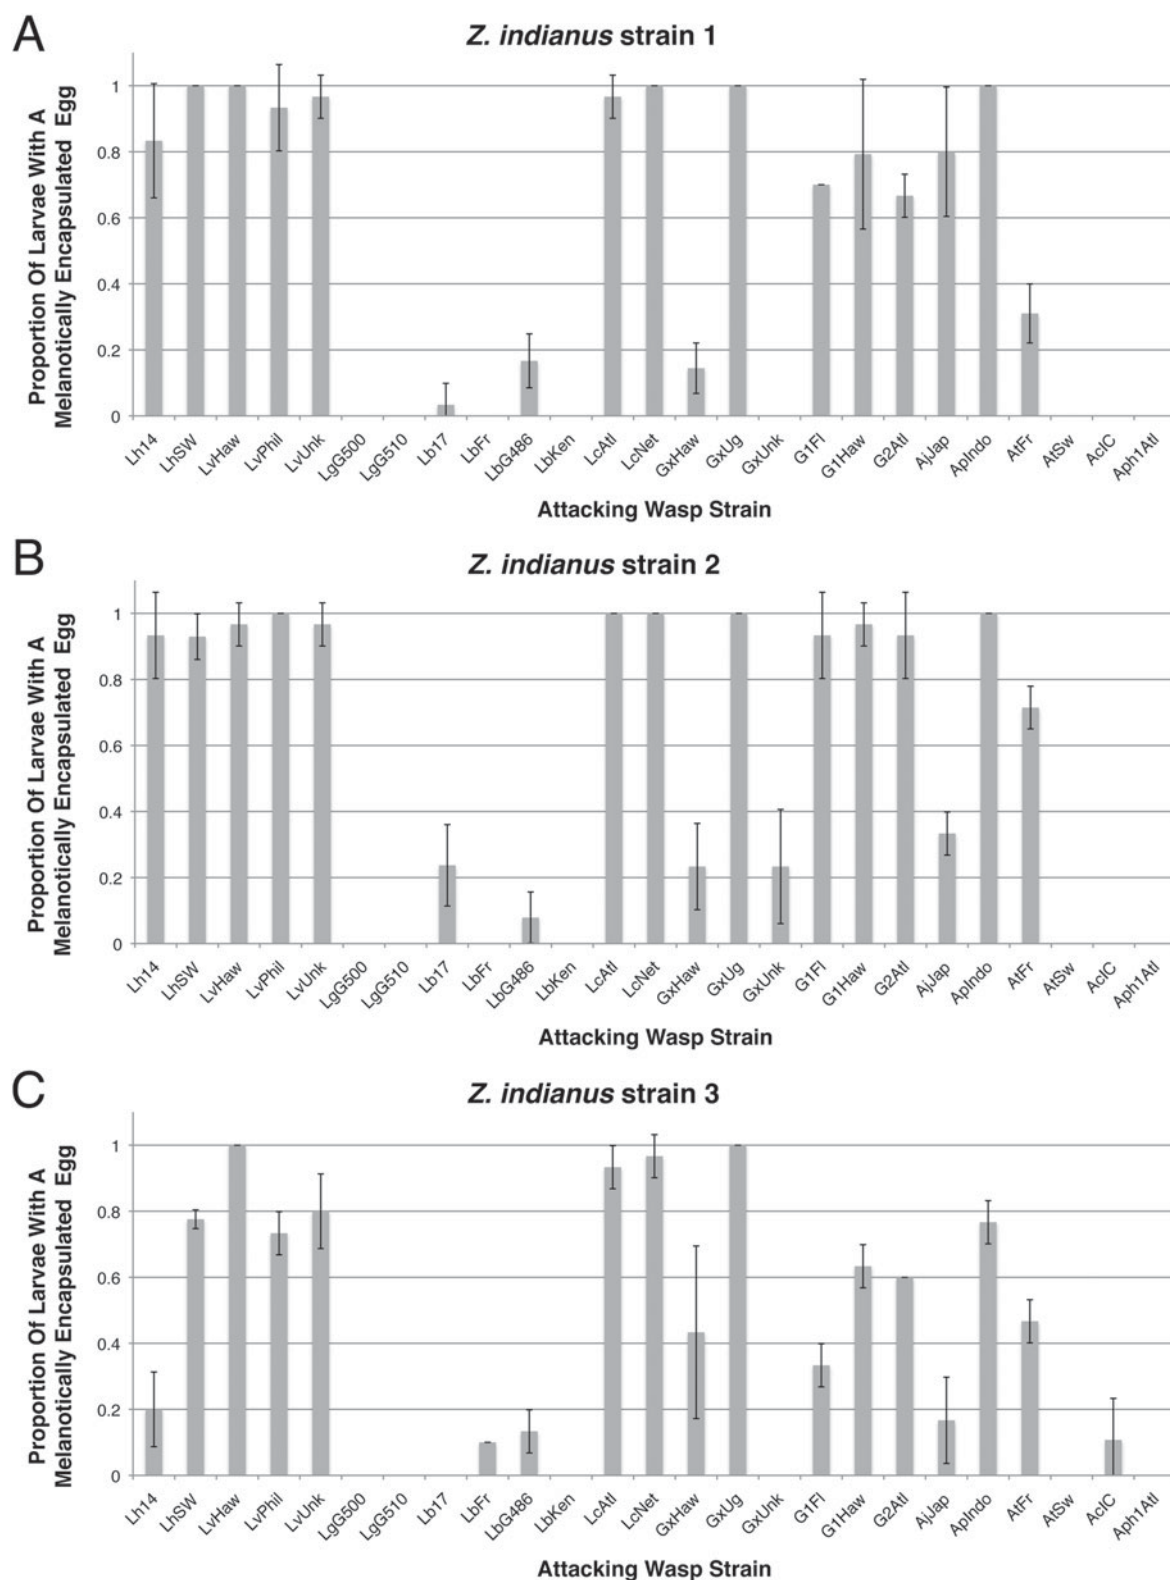 A
Z. indianus strain 1
Proportion Of Larvae With A
Melanotically Encapsulated Egg
1
0.8
0.6
0.4
0.2
0
Lh14 LhSW LvHaw LvPhil LvUnk LgG500 LgG510 Lb17 LbFr LbG486 LbKen LcAtl LcNet GxHaw GxUg GxUnk G1Fl G1Haw G2Atl AjJap ApIndo AtFr AtSw AcIC Aph1Atl
Attacking Wasp Strain
B
Z. indianus strain 2
Proportion Of Larvae With A
Melanotically Encapsulated Egg
1
0.8
0.6
0.4
0.2
0
Lh14 LhSW LvHaw LvPhil LvUnk LgG500 LgG510 Lb17 LbFr LbG486 LbKen LcAtl LcNet GxHaw GxUg GxUnk G1Fl G1Haw G2Atl AjJap ApIndo AtFr AtSw AcIC Aph1Atl
Attacking Wasp Strain
C
Z. indianus strain 3
Proportion Of Larvae With A
Melanotically Encapsulated Egg
1
0.8
0.6
0.4
0.2
0
Lh14 LhSW LvHaw LvPhil LvUnk LgG500 LgG510 Lb17 LbFr LbG486 LbKen LcAtl LcNet GxHaw GxUg GxUnk G1Fl G1Haw G2Atl AjJap ApIndo AtFr AtSw AcIC Aph1Atl
Attacking Wasp Strain